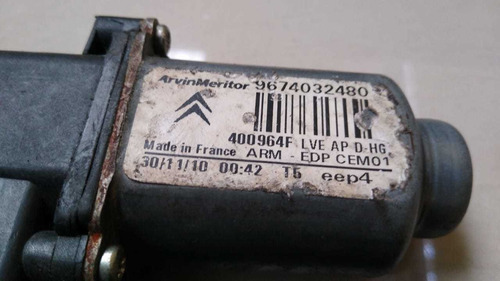 ArvinMeritor 9674032480
400964F LVE AP D-HG
Made in France ARM - EDP CEM01
30/11/10 00:42 T5 eep4